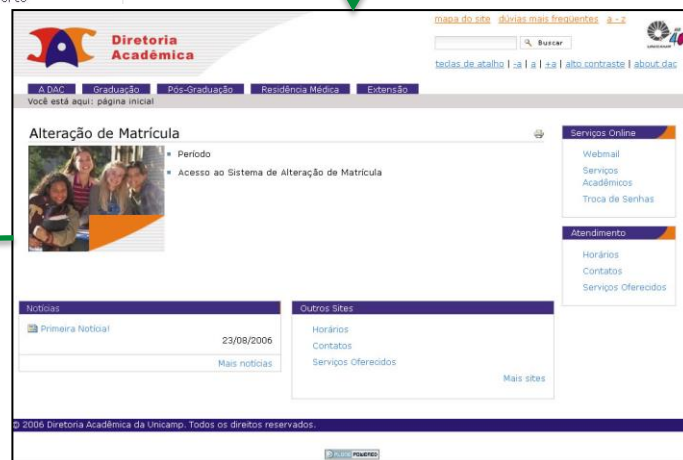 mapa do site dúvias mais freqüentes a - z
Diretoria
Acadêmica
Buscar
teclas de atalho | -a | a | +a | alto contraste | about dac
A DAC Graduação Pós-Graduação Residência Médica Extensão
Você está aqui: página inicial
Alteração de Matrícula
Período
Acesso ao Sistema de Alteração de Matrícula
Serviços Online
Webmail
Serviços
Acadêmicos
Troca de Senhas
Atendimento
Horários
Contatos
Serviços Oferecidos
Notícias
Primeira Notícia!
23/08/2006
Mais notícias
Outros Sites
Horários
Contatos
Serviços Oferecidos
Mais sites
© 2006 Diretoria Acadêmica da Unicamp. Todos os direitos reservados.
PLONE POWERED